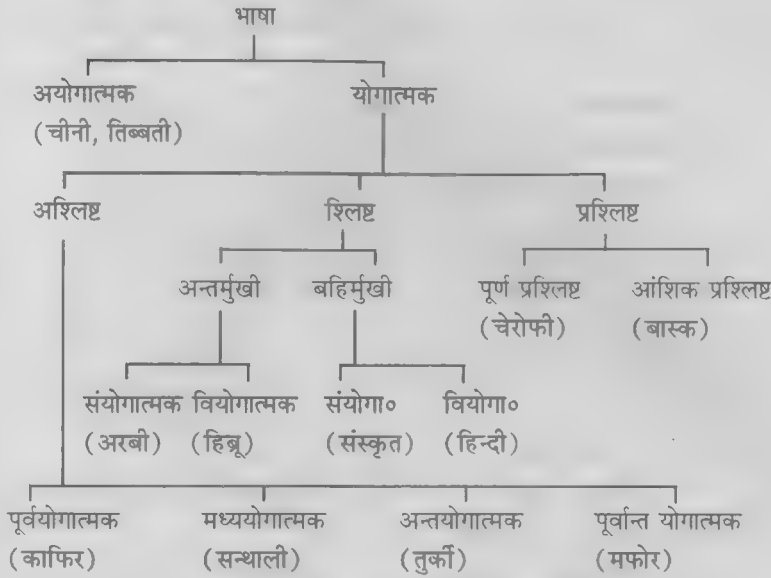 भाषा
अयोगात्मक योगात्मक
(चीनी, तिब्बती)
अश्लिष्ट श्लिष्ट प्रश्लिष्ट
अन्तर्मुखी बहिर्मुखी पूर्ण प्रश्लिष्ट आंशिक प्रश्लिष्ट
(चेरोफी) (बास्क)
संयोगात्मक वियोगात्मक संयोगा० वियोगा०
(अरबी) (हिब्रू) (संस्कृत) (हिन्दी)
पूर्वयोगात्मक मध्ययोगात्मक अन्तयोगात्मक पूर्वान्त योगात्मक
(काफिर) (सन्थाली) (तुर्की) (मफोर)